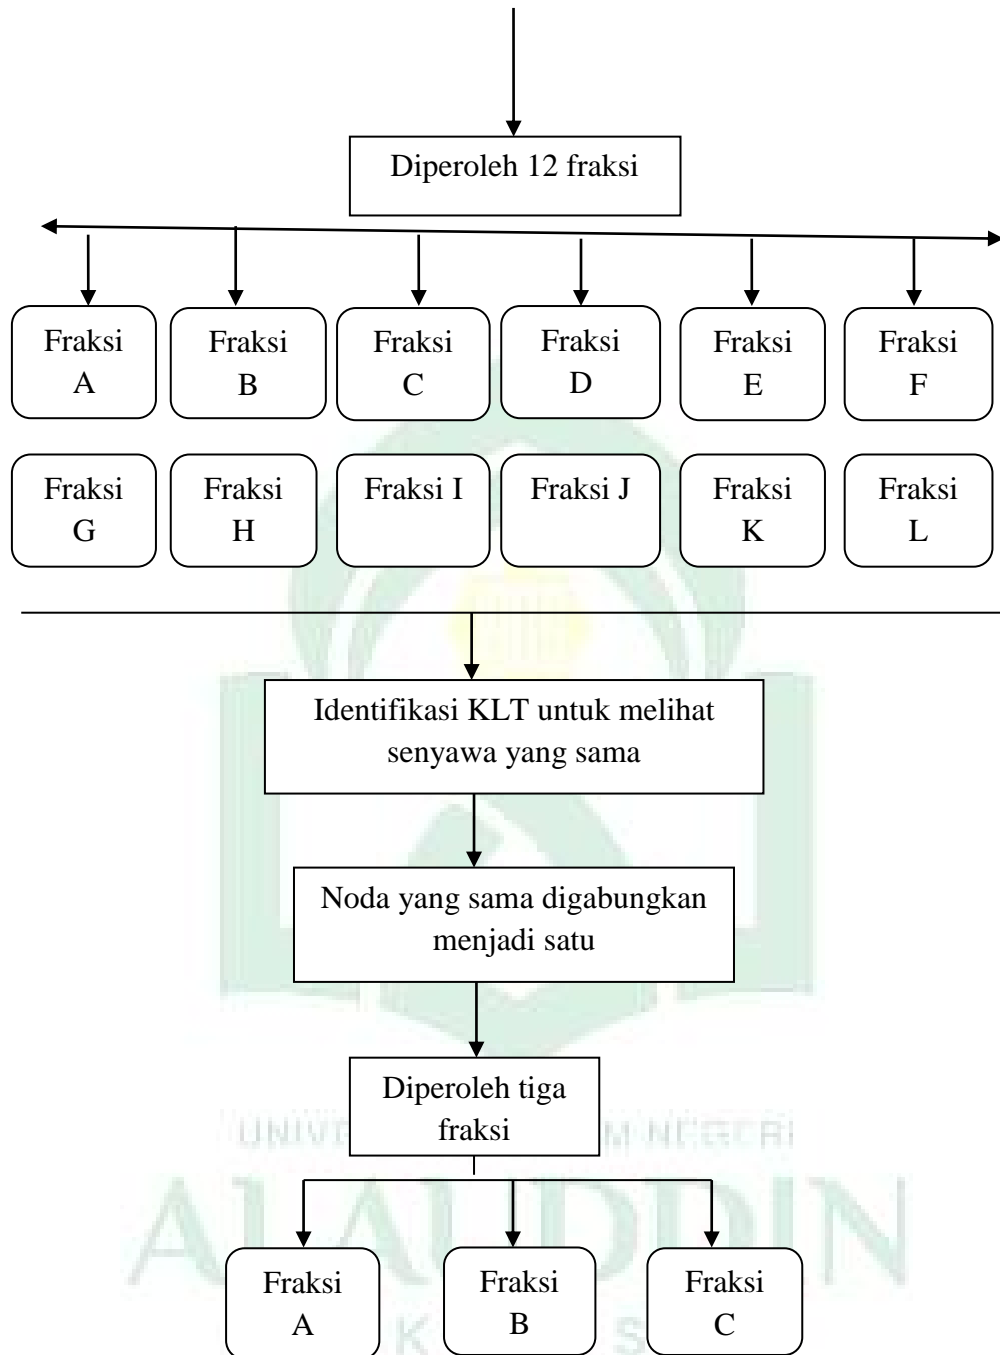 Diperoleh 12 fraksi
Fraksi
A
Fraksi
B
Fraksi
C
Fraksi
D
Fraksi
E
Fraksi
F
Fraksi
G
Fraksi
H
Fraksi I
Fraksi J
Fraksi
K
Fraksi
L
Identifikasi KLT untuk melihat
senyawa yang sama
Noda yang sama digabungkan
menjadi satu
Diperoleh tiga
fraksi
ALAUDDIN
Fraksi
A
Fraksi
B
Fraksi
C